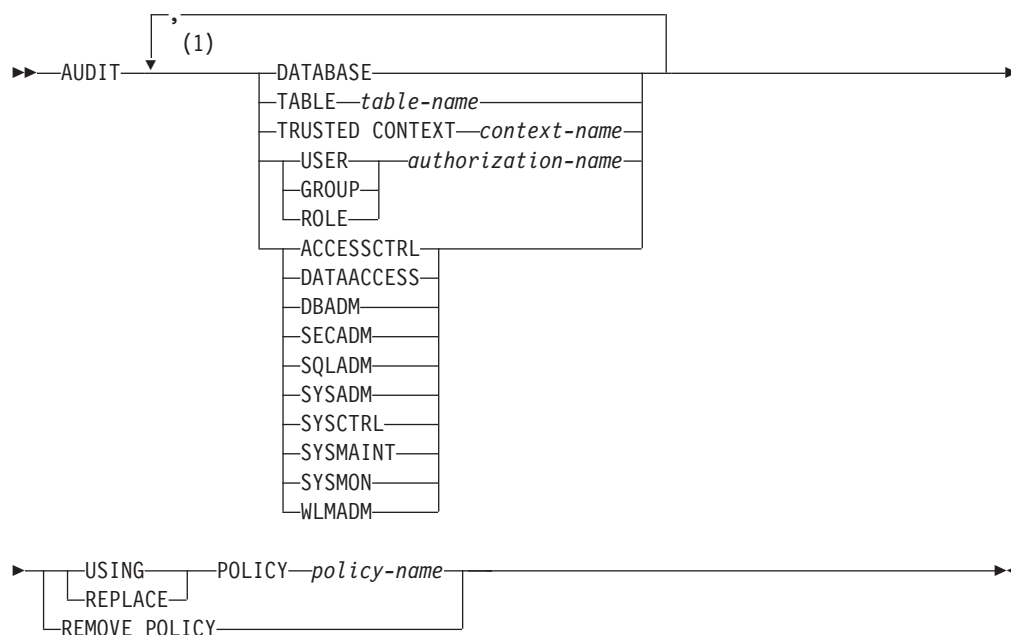 ,
(1)
AUDIT DATABASE
TABLE table-name
TRUSTED CONTEXT context-name
USER authorization-name
GROUP
ROLE
ACCESSCTRL
DATAACCESS
DBADM
SECADM
SQLADM
SYSADM
SYSCTRL
SYSMAINT
SYSMON
WLMADM
USING POLICY policy-name
REPLACE
REMOVE POLICY